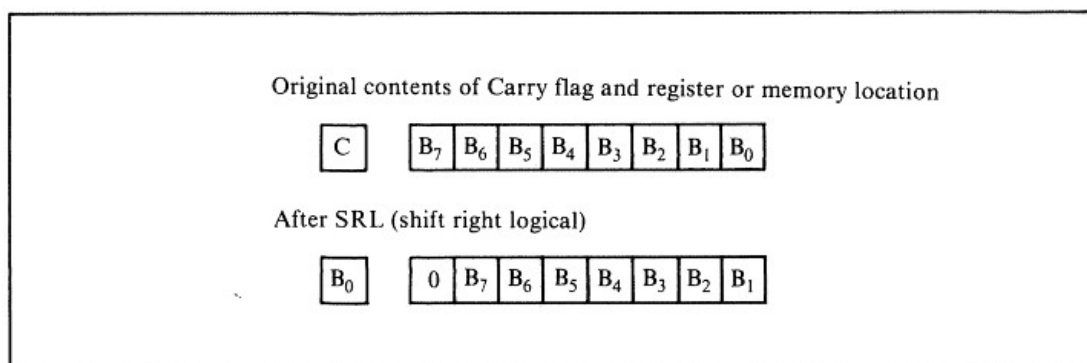 Original contents of Carry flag and register or memory location
C B₇ B₆ B₅ B₄ B₃ B₂ B₁ B₀
After SRL (shift right logical)
B₀ 0 B₇ B₆ B₅ B₄ B₃ B₂ B₁